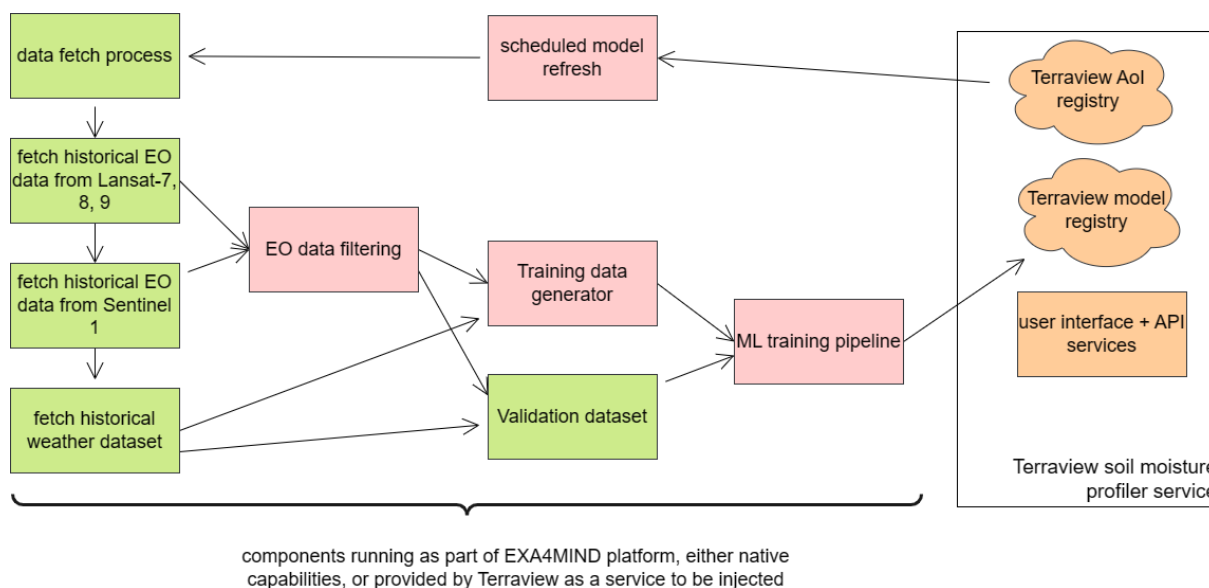 data fetch process
scheduled model
refresh
Terraview AoI
registry
fetch historical EO
data from Lansat-7,
8, 9
EO data filtering
Terraview model
registry
fetch historical EO
data from Sentinel
1
Training data
generator
ML training pipeline
user interface + API
services
fetch historical
weather dataset
Validation dataset
Terraview soil moisture
profiler service
components running as part of EXA4MIND platform, either native
capabilities, or provided by Terraview as a service to be injected